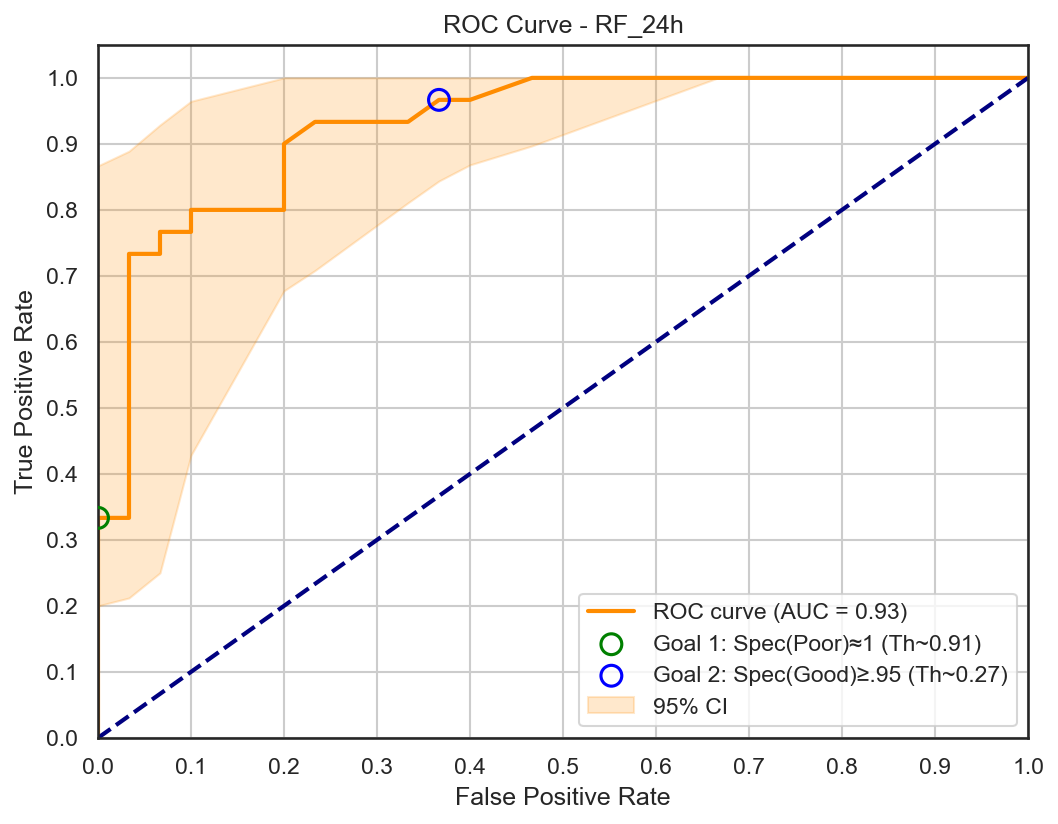 ROC Curve - RF_24h
True Positive Rate
1.0
0.9
0.8
0.7
0.6
0.5
0.4
0.3
0.2
0.1
0.0
ROC curve (AUC = 0.93)
Goal 1: Spec(Poor)≈1 (Th~0.91)
Goal 2: Spec(Good)≥.95 (Th~0.27)
95% CI
0.0 0.1 0.2 0.3 0.4 0.5 0.6 0.7 0.8 0.9 1.0
False Positive Rate